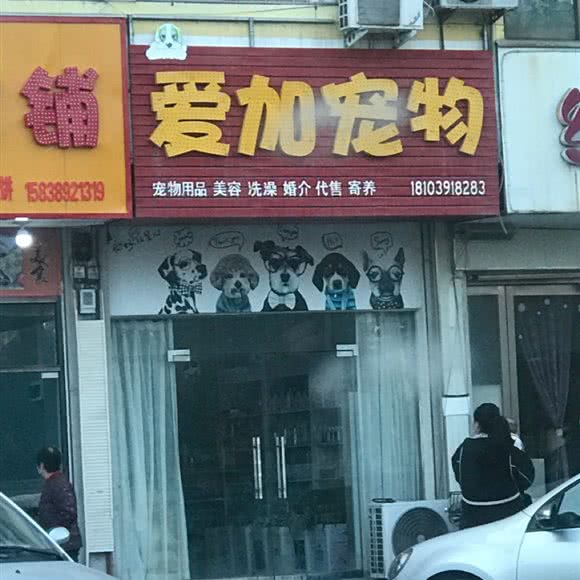 铺
15838921319
爱加宠物
宠物用品 美容 洗澡 婚介 代售 寄养 18103918283